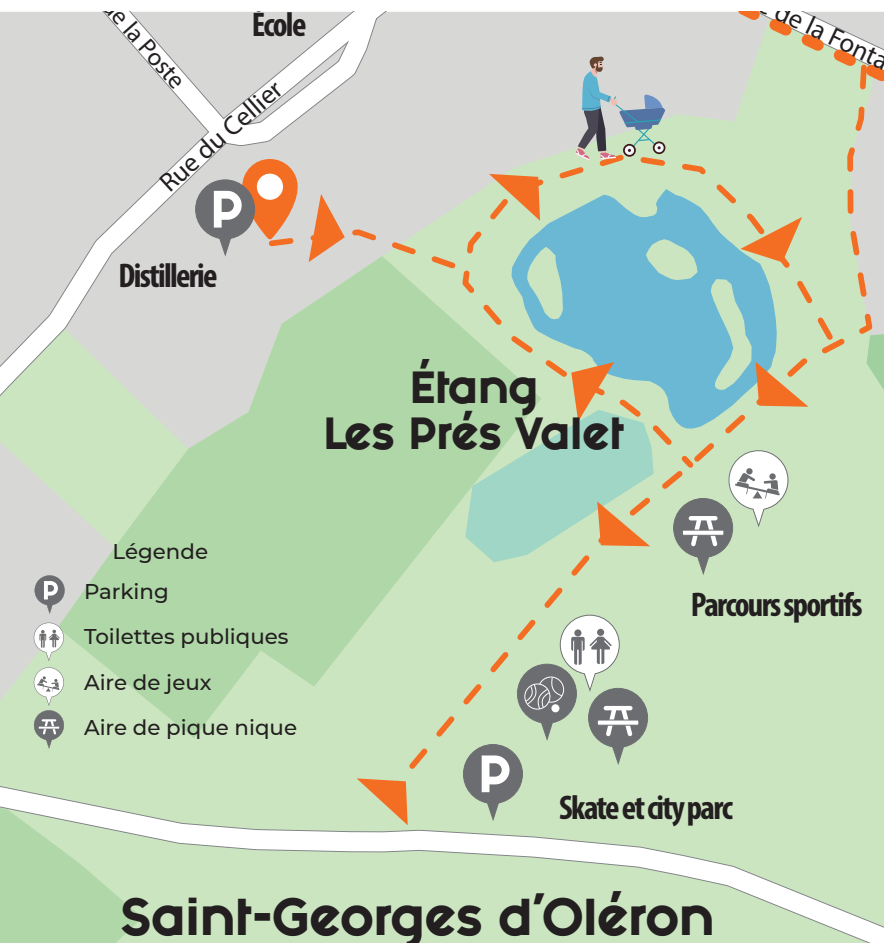 École
de la Poste
de la Fonta
Rue du Cellier
P
Distillerie
Étang
Les Prés Valet
Légende
P Parking
Toilettes publiques
Aire de jeux
Aire de pique nique
Parcours sportifs
P
Skate et city parc
Saint-Georges d'Oléron